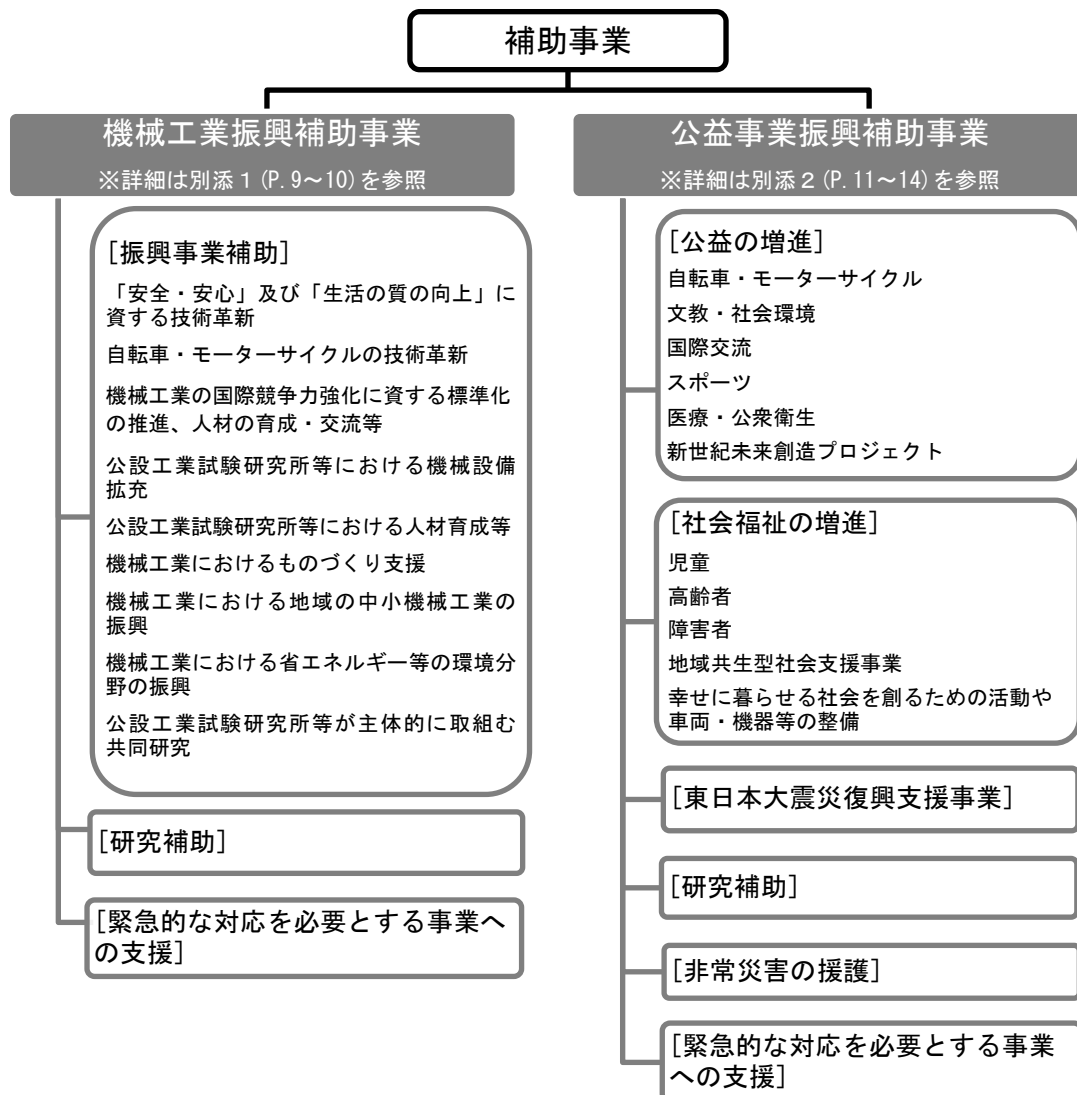 補助事業
機械工業振興補助事業
※詳細は別添１(P.9～10)を参照
[振興事業補助]
「安全・安心」及び「生活の質の向上」に
資する技術革新
自転車・モーターサイクルの技術革新
機械工業の国際競争力強化に資する標準化
の推進、人材の育成・交流等
公設工業試験研究所等における機械設備
拡充
公設工業試験研究所等における人材育成等
機械工業におけるものづくり支援
機械工業における地域の中小機械工業の
振興
機械工業における省エネルギー等の環境分
野の振興
公設工業試験研究所等が主体的に取組む
共同研究
[研究補助]
[緊急的な対応を必要とする事業へ
の支援]
公益事業振興補助事業
※詳細は別添２(P.11～14)を参照
[公益の増進]
自転車・モーターサイクル
文教・社会環境
国際交流
スポーツ
医療・公衆衛生
新世紀未来創造プロジェクト
[社会福祉の増進]
児童
高齢者
障害者
地域共生型社会支援事業
幸せに暮らせる社会を創るための活動や
車両・機器等の整備
[東日本大震災復興支援事業]
[研究補助]
[非常災害の援護]
[緊急的な対応を必要とする事業
への支援]